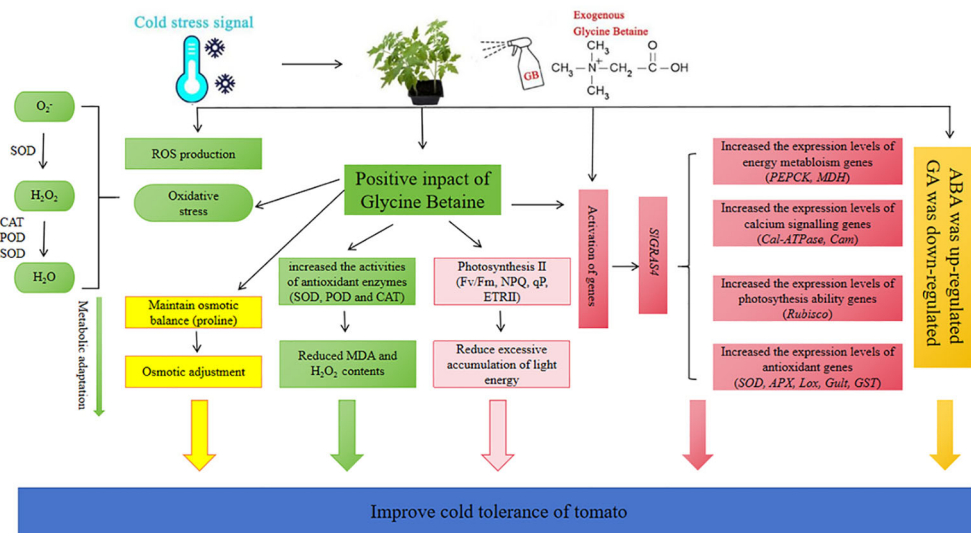 Cold stress signal
Exogenous
Glycine Betaine
GB
CH3
O
CH3—N+—CH2—C—OH
CH3
O2-
SOD
H2O2
CAT
POD
SOD
H2O
Metabolic adaptation
ROS production
Oxidative
stress
Positive inpact of
Glycine Betaine
Maintain osmotic
balance (proline)
Osmotic adjustment
increased the activities
of antioxidant enzymes
(SOD, POD and CAT)
Reduced MDA and
H2O2 contents
Photosynthesis II
(Fv/Fm, NPQ, qP,
ETRII)
Reduce excessive
accumulation of light
energy
Activation of
genes
SlGRAS4
Increased the expression levels of
energy metabloism genes
(PEPCK, MDH)
Increased the expression levels of
calcium signalling genes
(Cal-ATPase, Cam)
Increased the expression levels of
photosythesis ability genes
(Rubisco)
Increased the expression levels of
antioxidant genes
(SOD, APX, Lox, Gult, GST)
ABA was up-regulated
GA was down-regulated
Improve cold tolerance of tomato